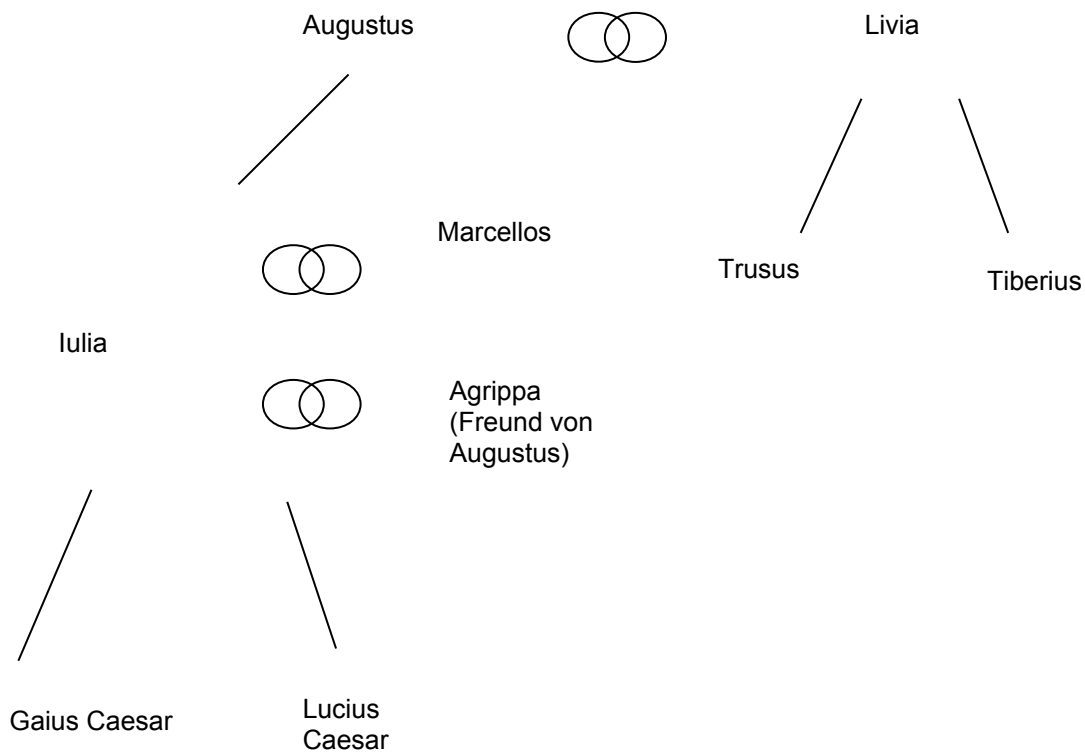 Augustus
Livia
Marcellos
Trusus
Tiberius
Iulia
Agrippa
(Freund von
Augustus)
Gaius Caesar
Lucius
Caesar